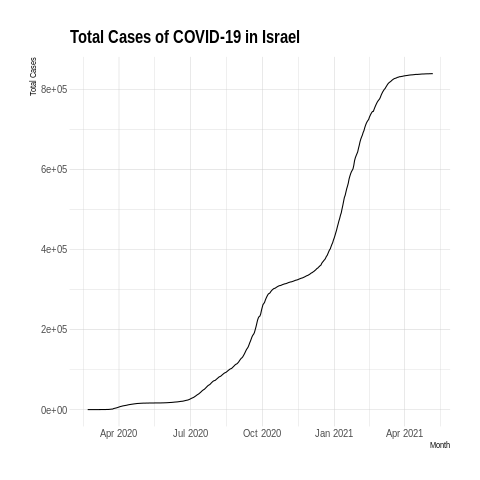 Total Cases of COVID-19 in Israel
Total Cases
8e+05
6e+05
4e+05
2e+05
0e+00
Apr 2020 Jul 2020 Oct 2020 Jan 2021 Apr 2021
Month